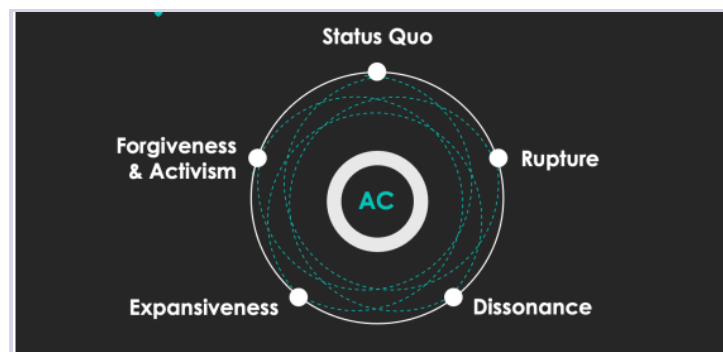 Status Quo
Forgiveness
& Activism
Rupture
AC
Expansiveness
Dissonance